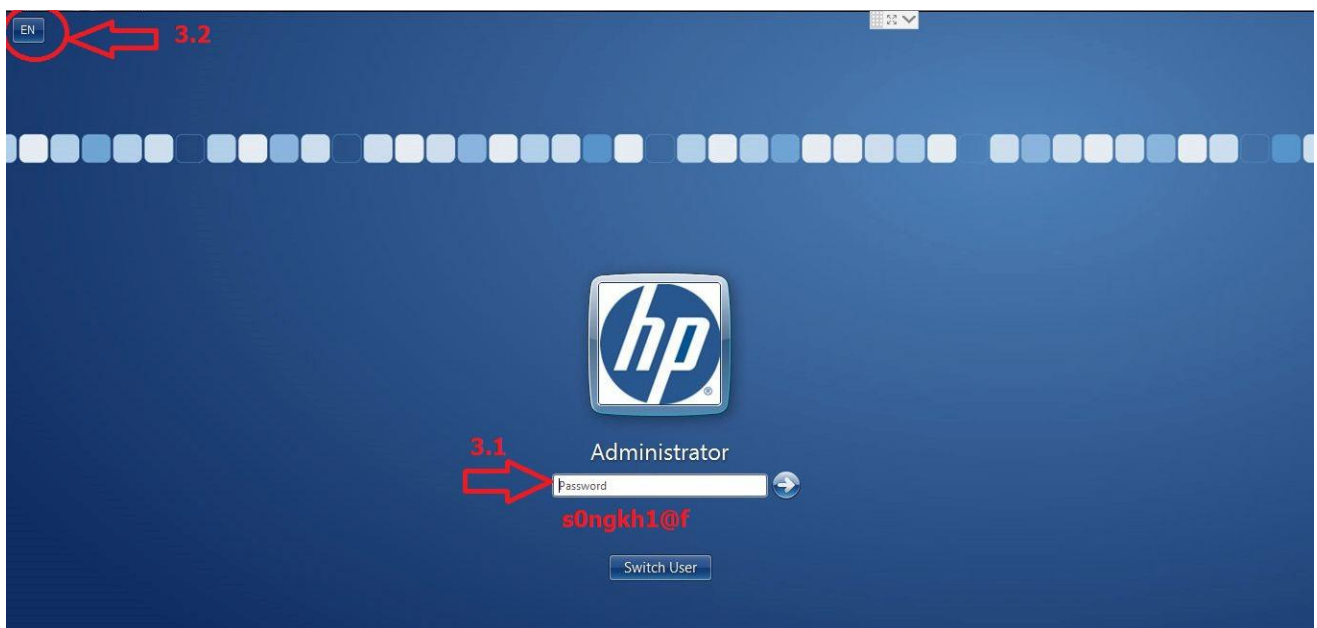 EN
3.2
hp
®
3.1
Administrator
Password
s0ngkh1@f
Switch User